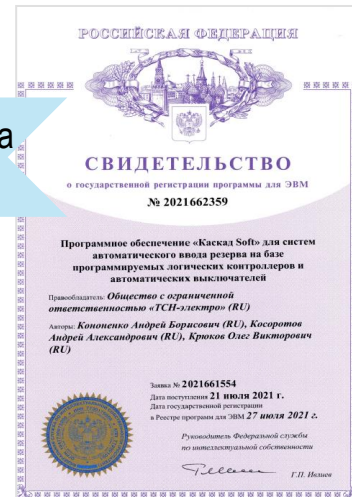 РОССИЙСКАЯ ФЕДЕРАЦИЯ
а
СВИДЕТЕЛЬСТВО
о государственной регистрации программы для ЭВМ
№ 2021662359
Программное обеспечение «Каскад Soft» для систем
автоматического ввода резерва на базе
программируемых логических контроллеров и
автоматических выключателей
Правообладатель: Общество с ограниченной
ответственностью «ТСН-электро» (RU)
Авторы: Кононенко Андрей Борисович (RU), Косоротов
Андрей Александрович (RU), Крюков Олег Викторович
(RU)
Заявка № 2021661554
Дата поступления 21 июля 2021 г.
Дата государственной регистрации
в Реестре программ для ЭВМ 27 июля 2021 г.
Руководитель Федеральной службы
по интеллектуальной собственности
Г.П. Ивлиев